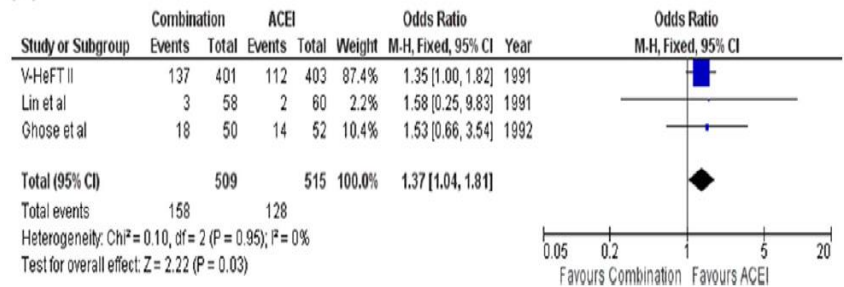 Combination ACEI Odds Ratio Odds Ratio
Study or Subgroup Events Total Events Total Weight M-H, Fixed, 95% CI Year M-H, Fixed, 95% CI
V-HeFT II 137 401 112 403 87.4% 1.35 [1.00, 1.82] 1991
Lin et al 3 58 2 60 2.2% 1.58 [0.25, 9.83] 1991
Ghose et al 18 50 14 52 10.4% 1.53 [0.66, 3.54] 1992
Total (95% CI) 509 515 100.0% 1.37 [1.04, 1.81]
Total events 158 128
Heterogeneity: Chi² = 0.10, df = 2 (P = 0.95); I² = 0%
Test for overall effect: Z = 2.22 (P = 0.03)
0.05 0.2 1 5 20
Favours Combination Favours ACEI